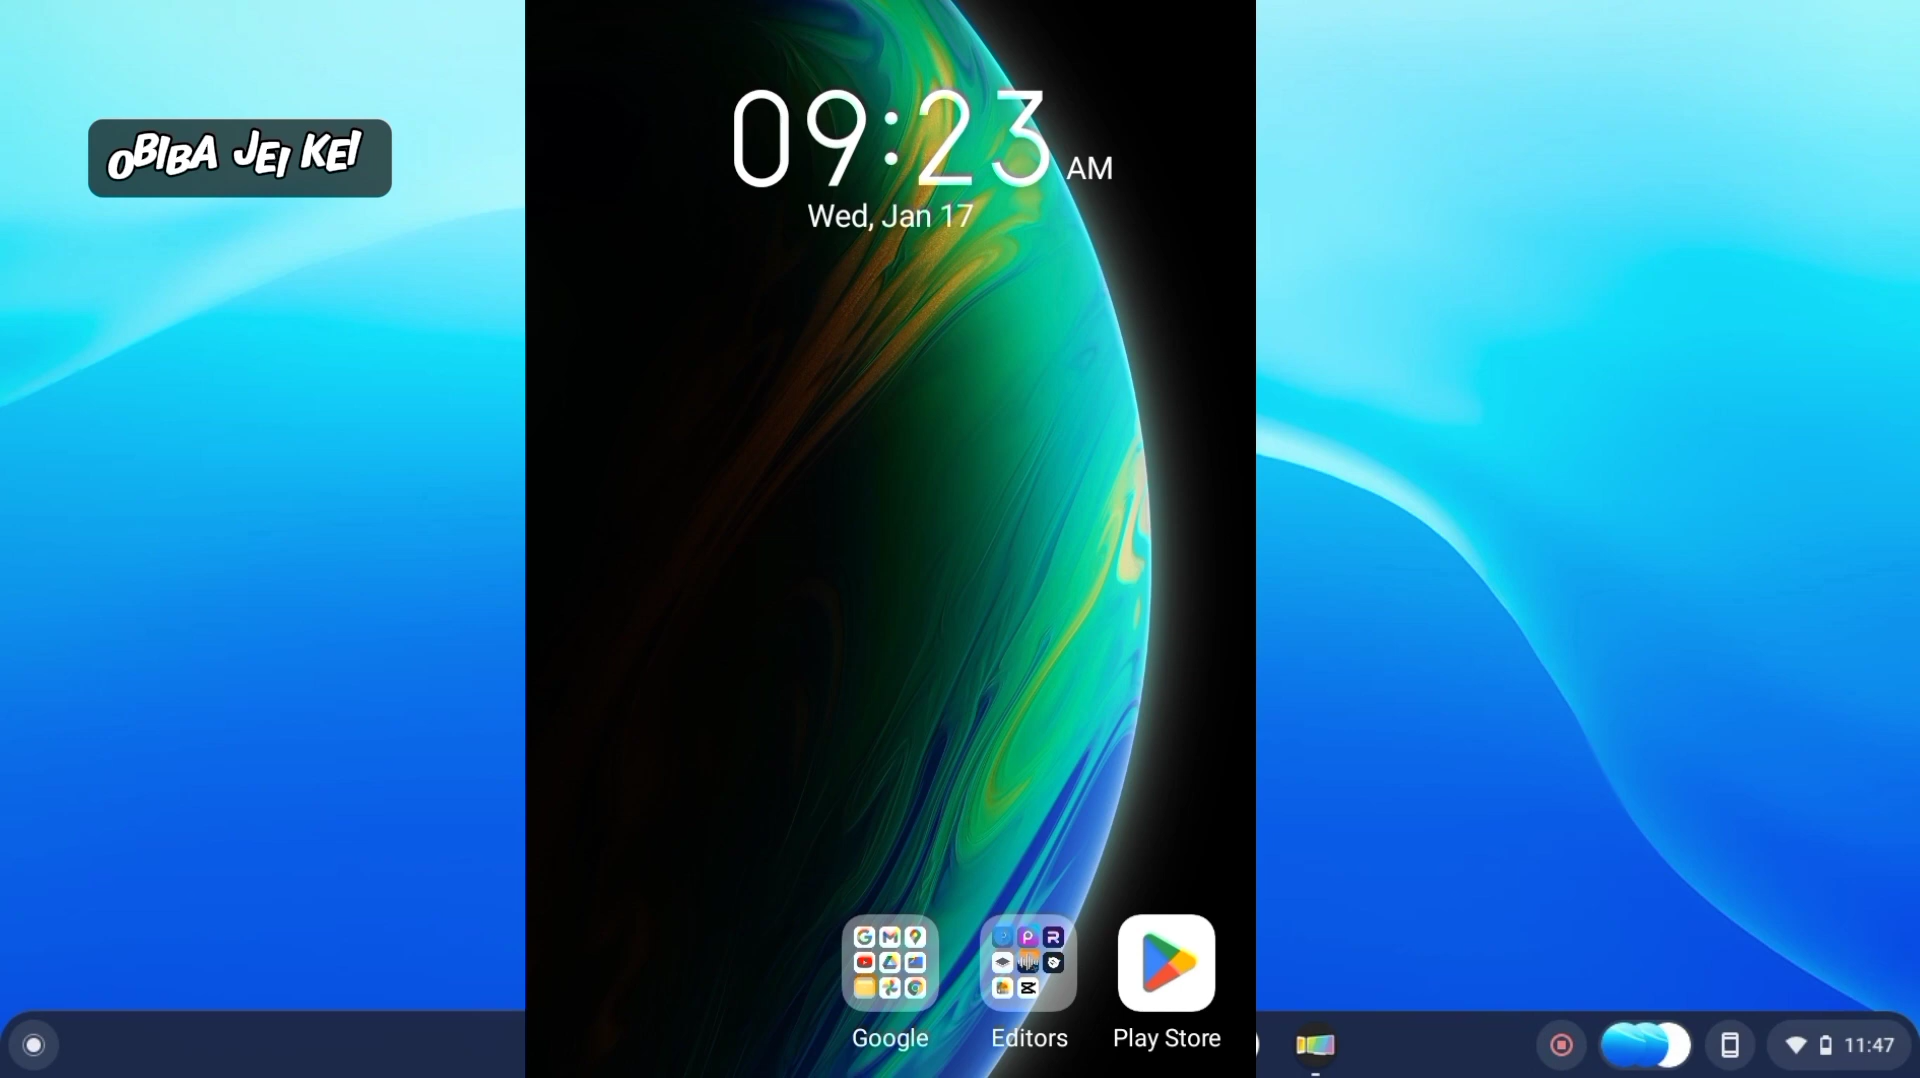 OBIBA JEI KEI
09:23 AM
Wed, Jan 17
Google
Editors
Play Store
11:47